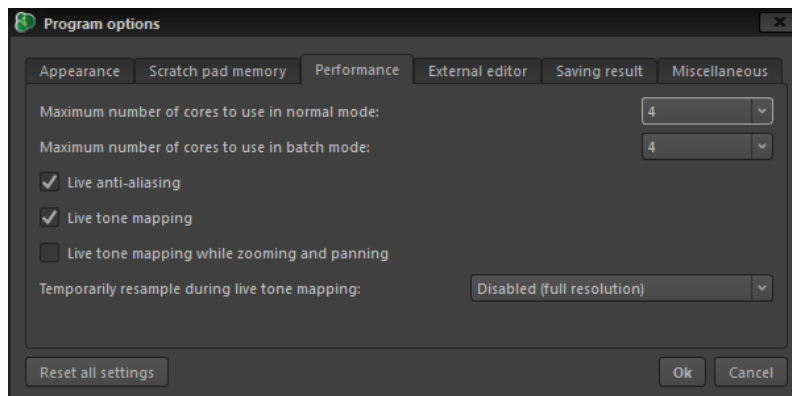 Program options
Appearance Scratch pad memory Performance External editor Saving result Miscellaneous
Maximum number of cores to use in normal mode: 4
Maximum number of cores to use in batch mode: 4
Live anti-aliasing
Live tone mapping
Live tone mapping while zooming and panning
Temporarily resample during live tone mapping: Disabled (full resolution)
Reset all settings Ok Cancel